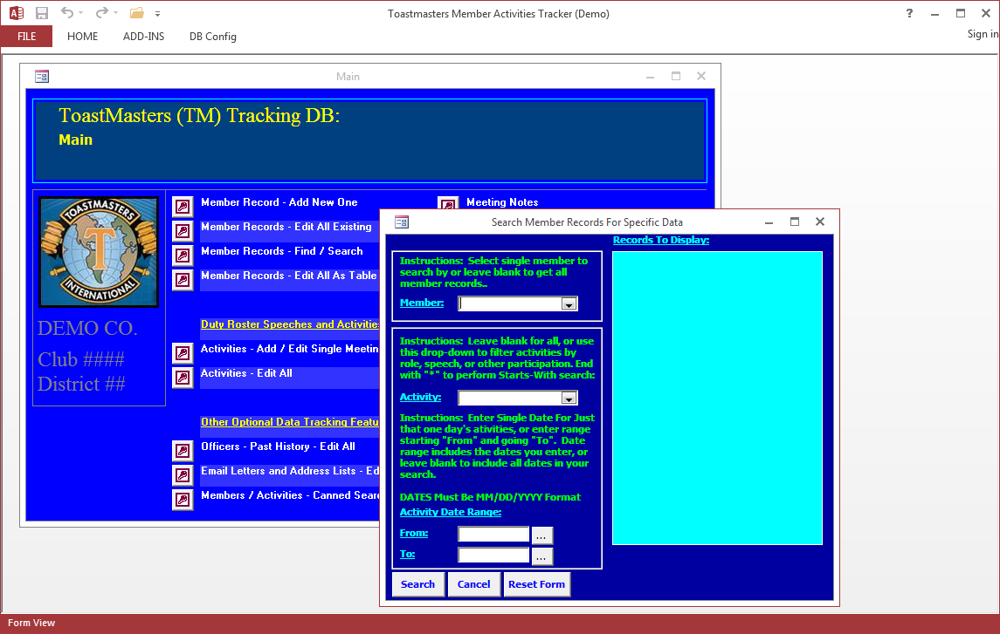 Toastmasters Member Activities Tracker (Demo)
?
FILE
HOME
ADD-INS
DB Config
Sign in
Main
ToastMasters (TM) Tracking DB:
Main
TOASTMASTERS
T
INTERNATIONAL
DEMO CO.
Club ####
District ##
Member Record - Add New One
Member Records - Edit All Existing
Member Records - Find / Search
Member Records - Edit All As Table
Duty Roster Speeches and Activities
Activities - Add / Edit Single Meetin
Activities - Edit All
Other Optional Data Tracking Featu
Officers - Past History - Edit All
Email Letters and Address Lists - Ed
Members / Activities - Canned Sear
Meeting Notes
Search Member Records For Specific Data
Instructions:  Select single member to
search by or leave blank to get all
member records..
Member:
Instructions:  Leave blank for all, or use
this drop-down to filter activities by
role, speech, or other participation. End
with "*" to perform Starts-With search:
Activity:
Instructions:  Enter Single Date For Just
that one day's ativities, or enter range
starting "From" and going "To".  Date
range includes the dates you enter, or
leave blank to include all dates in your
search.
DATES Must Be MM/DD/YYYY Format
Activity Date Range:
From:
...
To:
...
Search
Cancel
Reset Form
Records To Display:
Form View